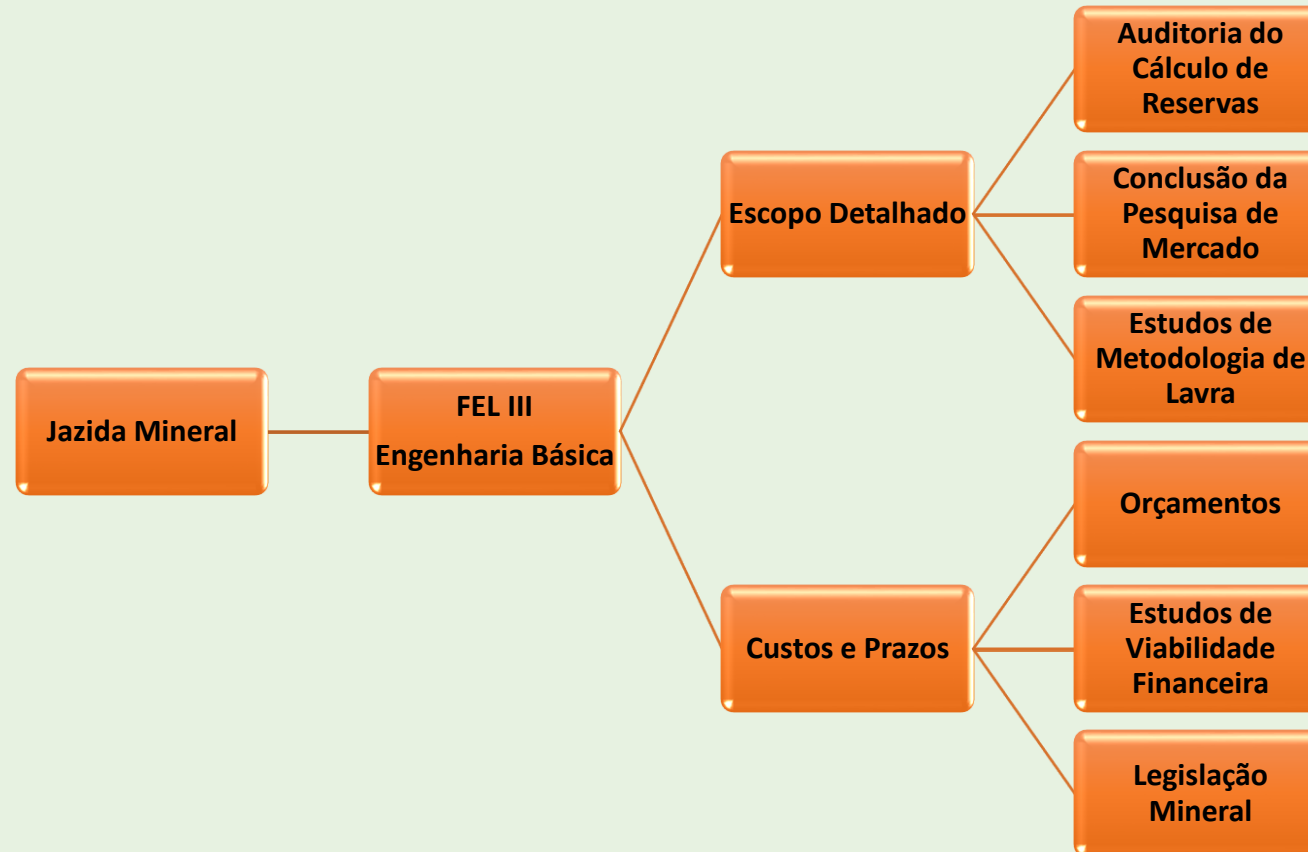 Jazida Mineral
FEL III
Engenharia Básica
Escopo Detalhado
Auditoria do
Cálculo de
Reservas
Conclusão da
Pesquisa de
Mercado
Estudos de
Metodologia de
Lavra
Custos e Prazos
Orçamentos
Estudos de
Viabilidade
Financeira
Legislação
Mineral